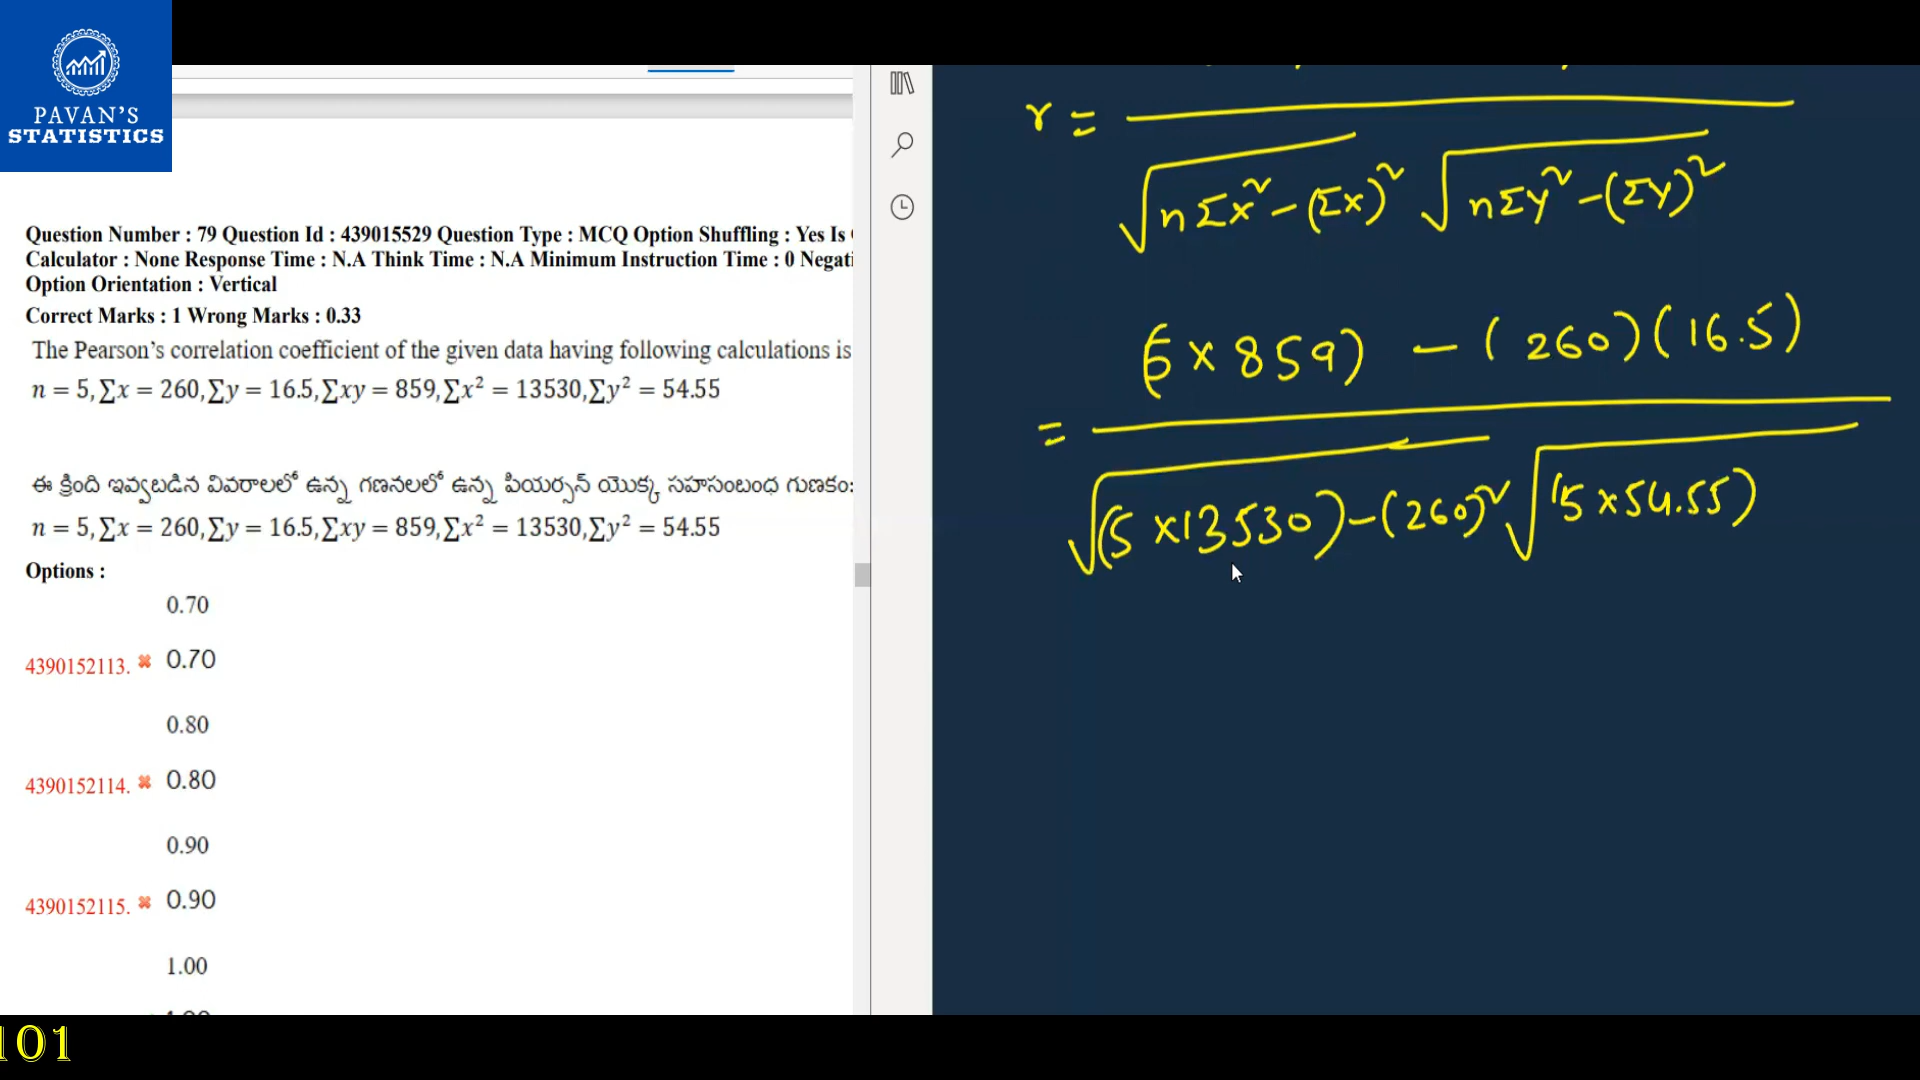 PAVAN'S
STATISTICS
Question Number : 79 Question Id : 439015529 Question Type : MCQ Option Shuffling : Yes Is
Calculator : None Response Time : N.A Think Time : N.A Minimum Instruction Time : 0 Negati
Option Orientation : Vertical
Correct Marks : 1 Wrong Marks : 0.33
The Pearson's correlation coefficient of the given data having following calculations is
n = 5, ∑x = 260, ∑y = 16.5, ∑xy = 859, ∑x² = 13530, ∑y² = 54.55
ఈ క్రింది ఇవ్వబడిన వివరాలలో ఉన్న గణనలలో ఉన్న పియర్సన్ యొక్క సహసంబంధ గుణకం:
n = 5, ∑x = 260, ∑y = 16.5, ∑xy = 859, ∑x² = 13530, ∑y² = 54.55
Options :
0.70
4390152113. ✖ 0.70
0.80
4390152114. ✖ 0.80
0.90
4390152115. ✖ 0.90
1.00
r =
√nΣx²-(Σx)² √nΣy²-(Σy)²
(5×859) - (260)(16.5)
=
√(5×13530)-(260)² √(5×54.55)
101